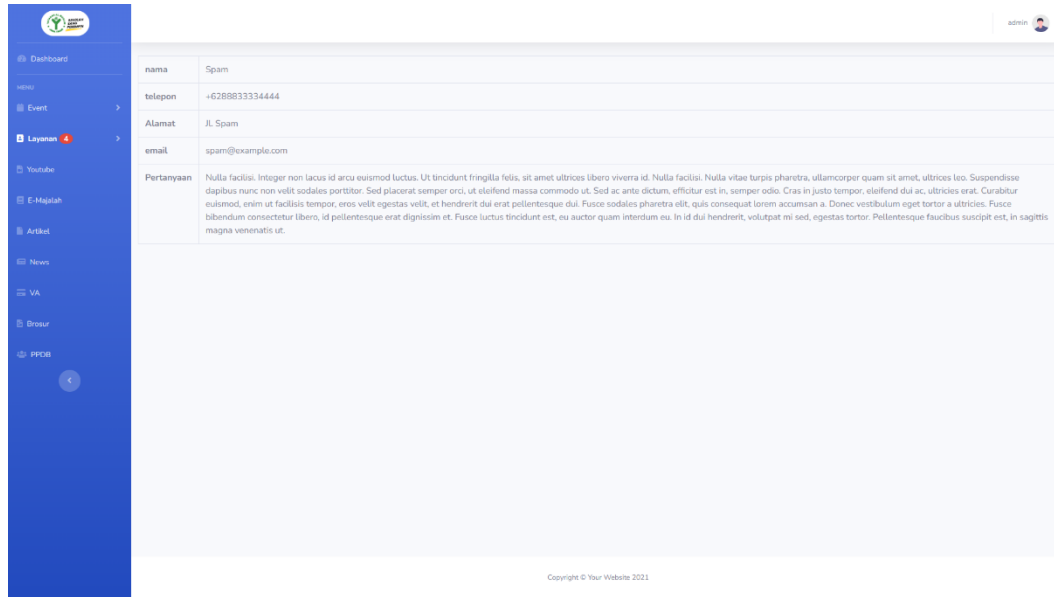 admin
Dashboard
MENU
Event
Layanan 4
Youtube
E-Majalah
Artikel
News
VA
Brosur
PPDB
nama Spam
telepon +6288833334444
Alamat Jl. Spam
email spam@example.com
Pertanyaan Nulla facilisi. Integer non lacus id arcu euismod luctus. Ut tincidunt fringilla felis, sit amet ultrices libero viverra id. Nulla facilisi. Nulla vitae turpis pharetra, ullamcorper quam sit amet, ultrices leo. Suspendisse
dapibus nunc non velit sodales porttitor. Sed placerat semper orci, ut eleifend massa commodo ut. Sed ac ante dictum, efficitur est in, semper odio. Cras in justo tempor, eleifend dui ac, ultricies erat. Curabitur
euismod, enim ut facilisis tempor, eros velit egestas velit, et hendrerit dui erat pellentesque dui. Fusce sodales pharetra elit, quis consequat lorem accumsan a. Donec vestibulum eget tortor a ultricies. Fusce
bibendum consectetur libero, id pellentesque erat dignissim et. Fusce luctus tincidunt est, eu auctor quam interdum eu. In id dui hendrerit, volutpat mi sed, egestas tortor. Pellentesque faucibus suscipit est, in sagittis
magna venenatis ut.
Copyright © Your Website 2021